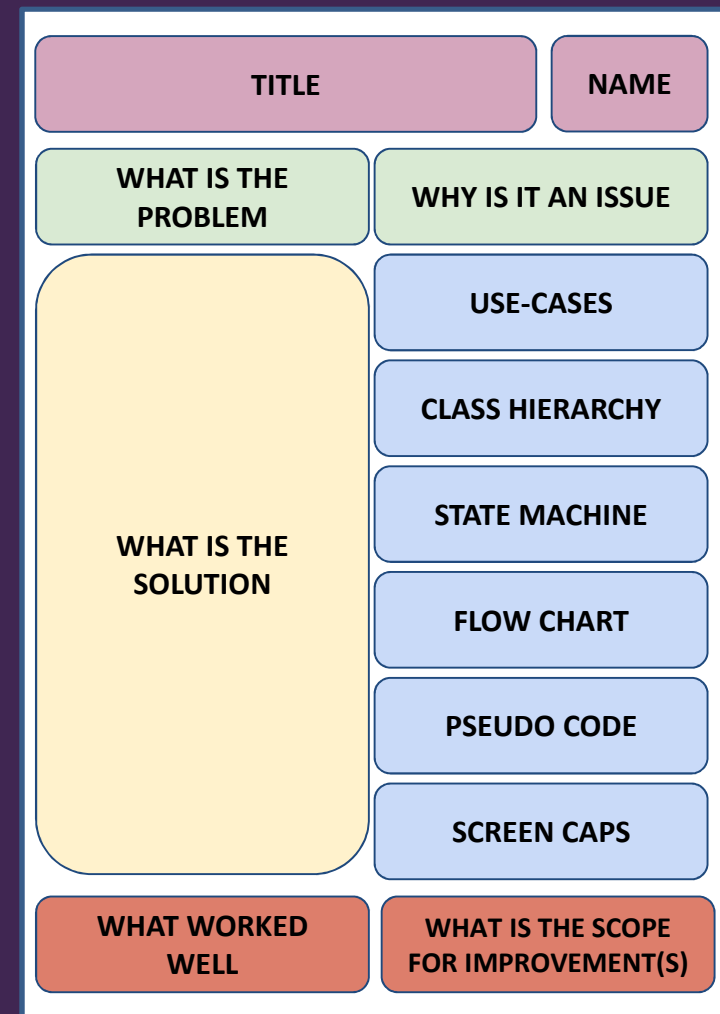 TITLE
NAME
WHAT IS THE
PROBLEM
WHY IS IT AN ISSUE
WHAT IS THE
SOLUTION
USE-CASES
CLASS HIERARCHY
STATE MACHINE
FLOW CHART
PSEUDO CODE
SCREEN CAPS
WHAT WORKED
WELL
WHAT IS THE SCOPE
FOR IMPROVEMENT(S)